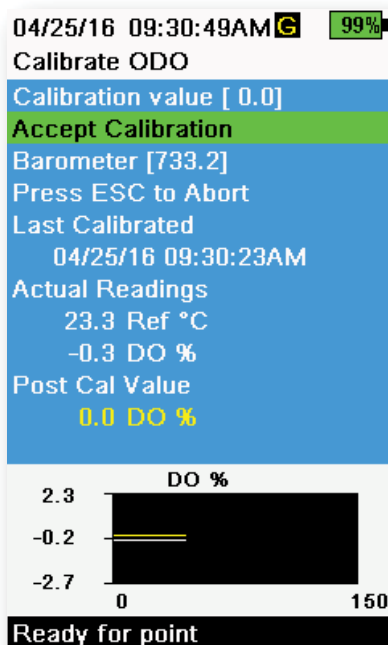 04/25/16 09:30:49AM G 99%
Calibrate ODO
Calibration value [ 0.0]
Accept Calibration
Barometer [733.2]
Press ESC to Abort
Last Calibrated
04/25/16 09:30:23AM
Actual Readings
23.3 Ref °C
-0.3 DO %
Post Cal Value
0.0 DO %
DO %
2.3
-0.2
-2.7
0 150
Ready for point